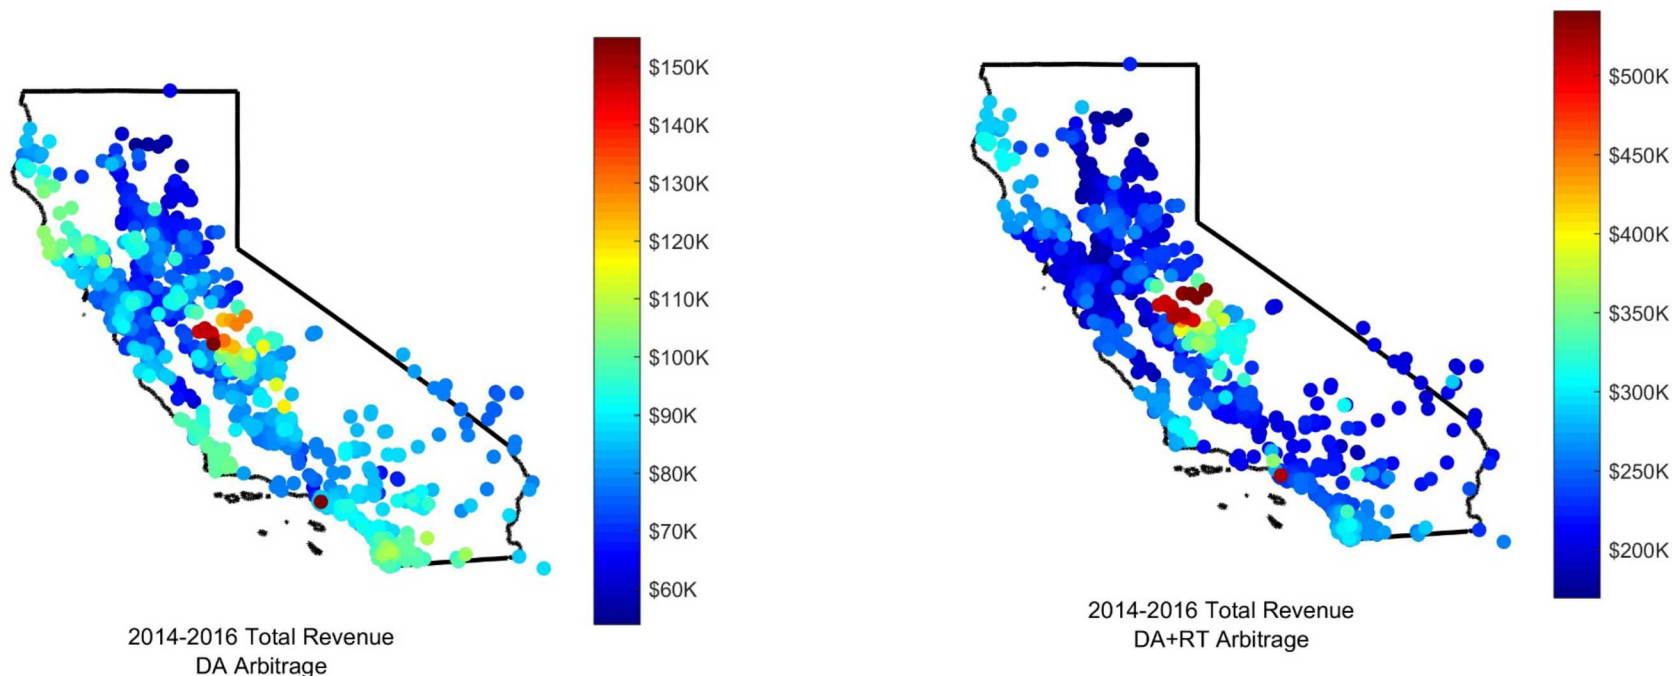 $150K
$140K
$130K
$120K
$110K
$100K
$90K
$80K
$70K
$60K
2014-2016 Total Revenue
DA Arbitrage
$500K
$450K
$400K
$350K
$300K
$250K
$200K
2014-2016 Total Revenue
DA+RT Arbitrage